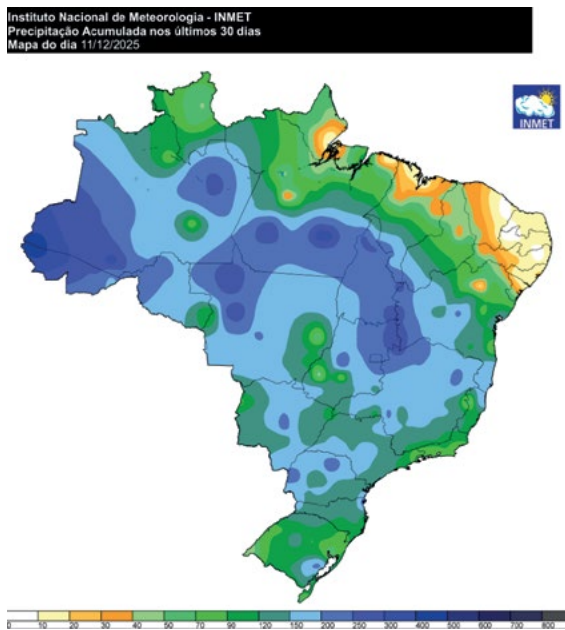 Instituto Nacional de Meteorologia - INMET
Precipitação Acumulada nos últimos 30 dias
Mapa do dia 11/12/2025
INMET
0 10 20 30 40 50 70 90 120 150 200 250 300 400 500 600 700 800